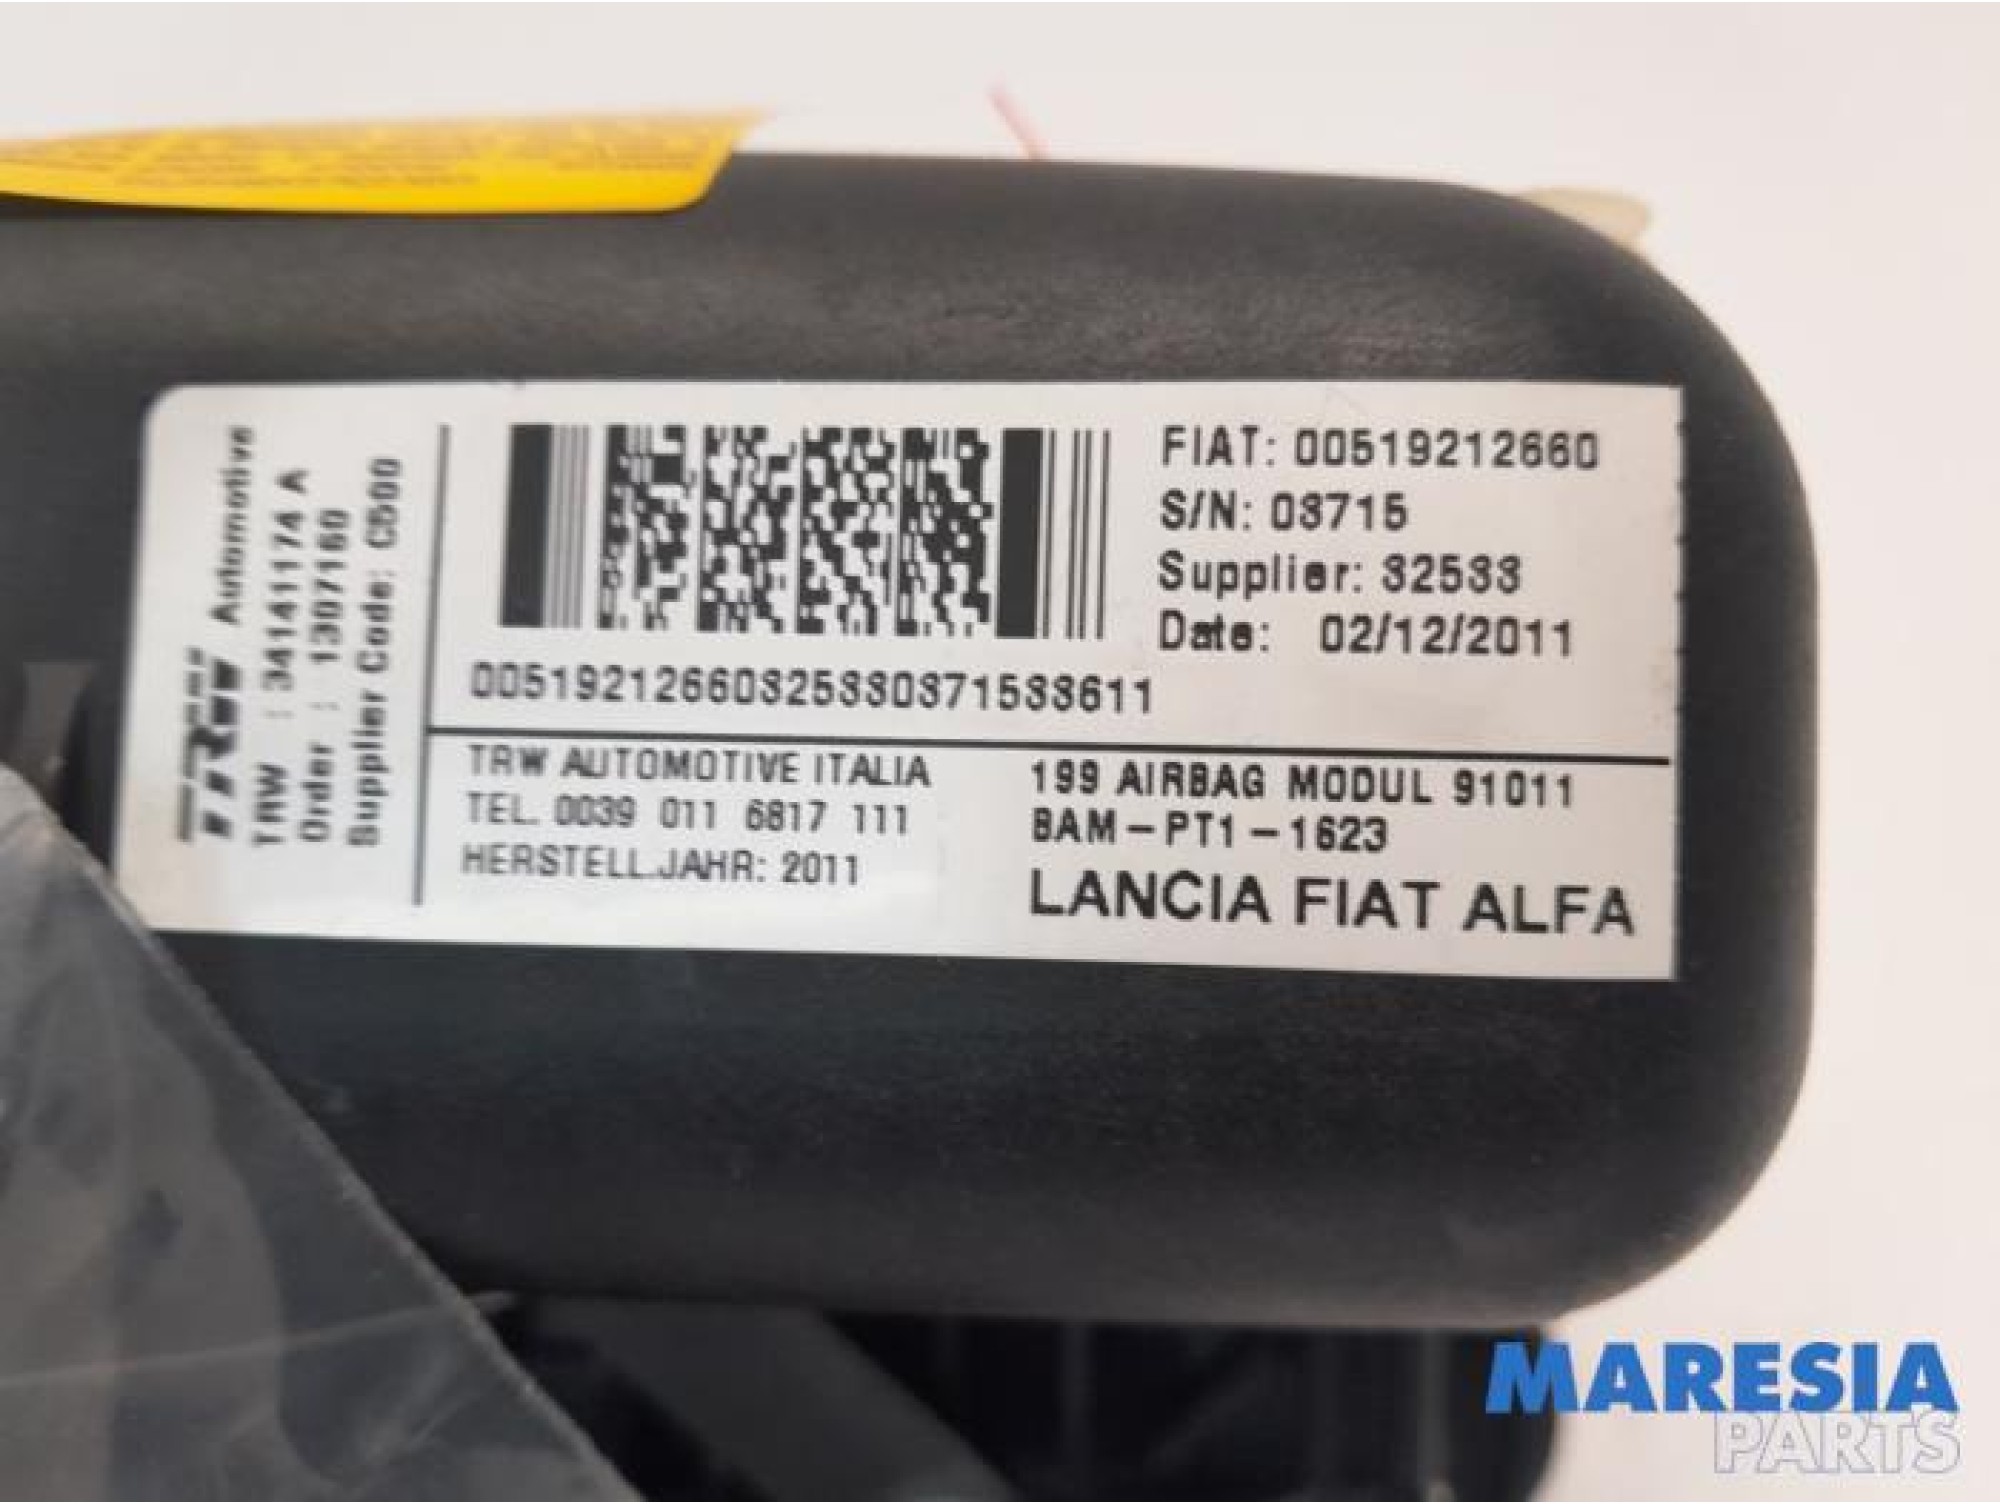 TRW Automotive
TRW : 34141174 A
Order : 1307160
Supplier Code: C500
FIAT: 00519212660
S/N: 03715
Supplier: 32533
Date: 02/12/2011
00519212660325330371533611
TRW AUTOMOTIVE ITALIA
TEL. 0039 011 6817 111
HERSTELL.JAHR: 2011
199 AIRBAG MODUL 91011
BAM-PT1-1623
LANCIA FIAT ALFA
MARESIA
PARTS